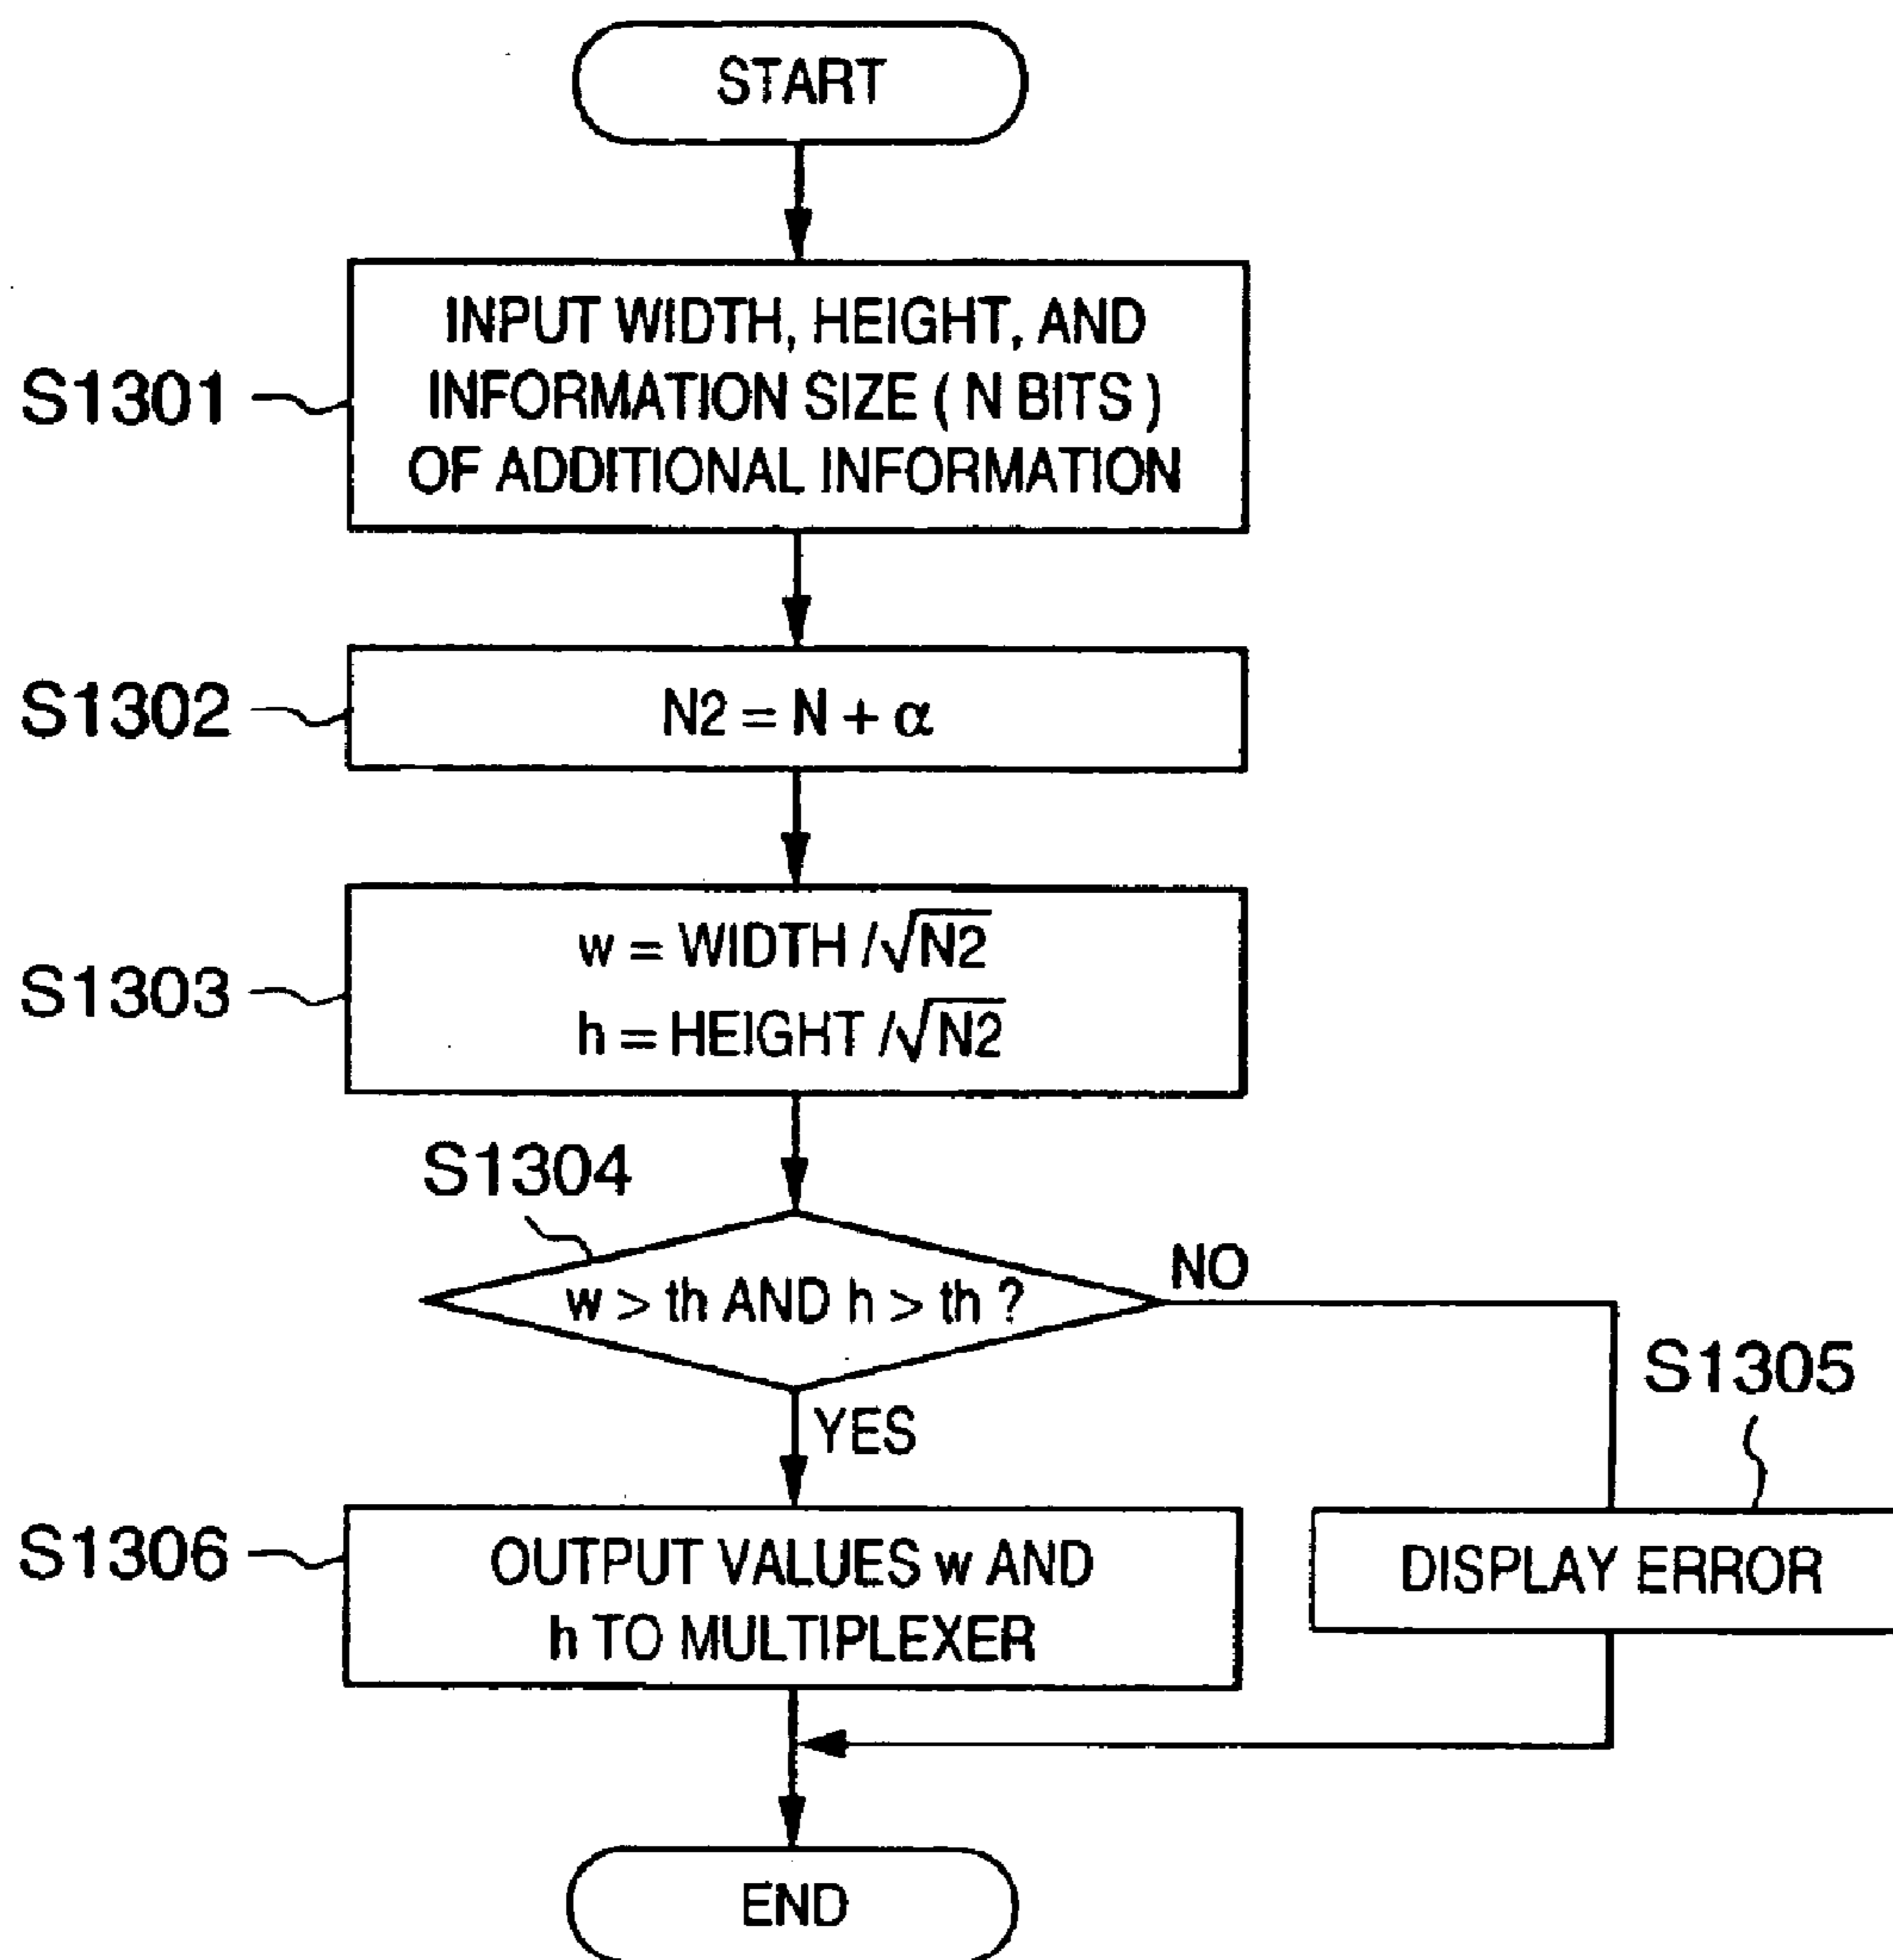 START
S1301
INPUT WIDTH, HEIGHT, AND
INFORMATION SIZE ( N BITS )
OF ADDITIONAL INFORMATION
S1302
N2 = N + α
S1303
w = WIDTH /√N2
h = HEIGHT /√N2
S1304
w > th AND h > th ?
NO
YES
S1305
DISPLAY ERROR
S1306
OUTPUT VALUES w AND
h TO MULTIPLEXER
END